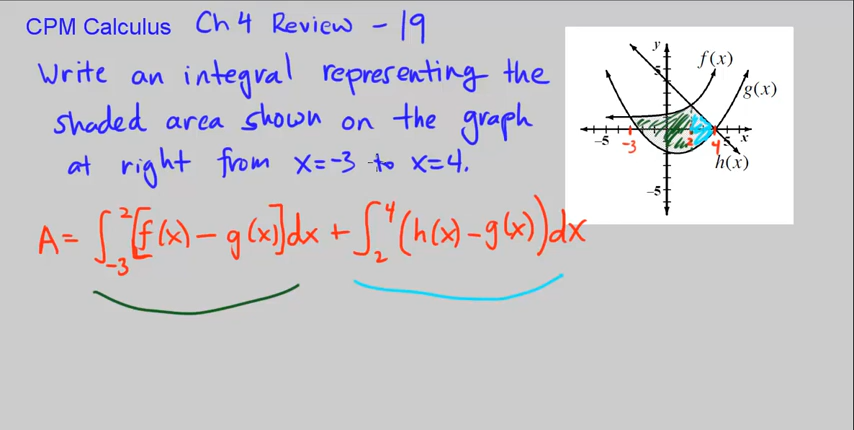 CPM Calculus Ch 4 Review - 19
Write an integral representing the
shaded area shown on the graph
at right from x=-3 to x=4.
A = ∫_{-3}^{2} [f(x) - g(x)]dx + ∫_{2}^{4} (h(x) - g(x))dx
y
f(x)
5
g(x)
-5
-3
2
4
5
x
h(x)
-5